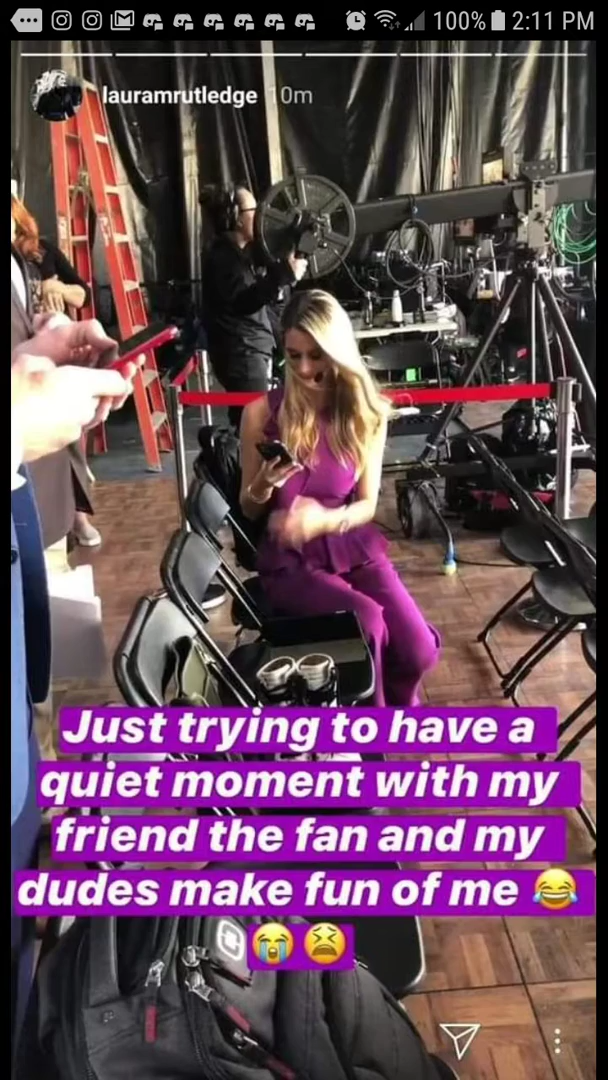 100% 2:11 PM
lauramrutledge 10m
Just trying to have a
quiet moment with my
friend the fan and my
dudes make fun of me 😂
😭 😫